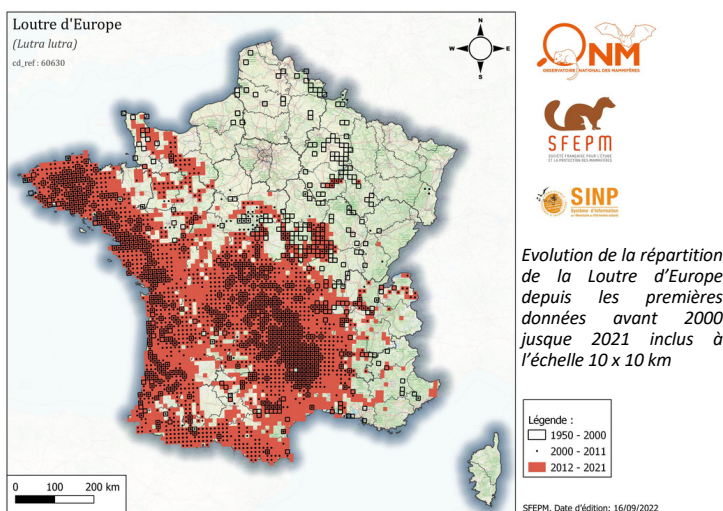 Loutre d'Europe
(Lutra lutra)
cd_ref : 60630
N
W
E
S
0 100 200 km
ONM
OBSERVATOIRE NATIONAL DES MAMMIFÈRES
SFEPM
SOCIÉTÉ FRANÇAISE POUR L'ÉTUDE
ET LA PROTECTION DES MAMMIFÈRES
SINP
Système d'information
Evolution de la répartition
de la Loutre d'Europe
depuis les premières
données avant 2000
jusque 2021 inclus à
l'échelle 10 x 10 km
Légende :
1950 - 2000
2000 - 2011
2012 - 2021
SFEPM, Date d'édition: 16/09/2022